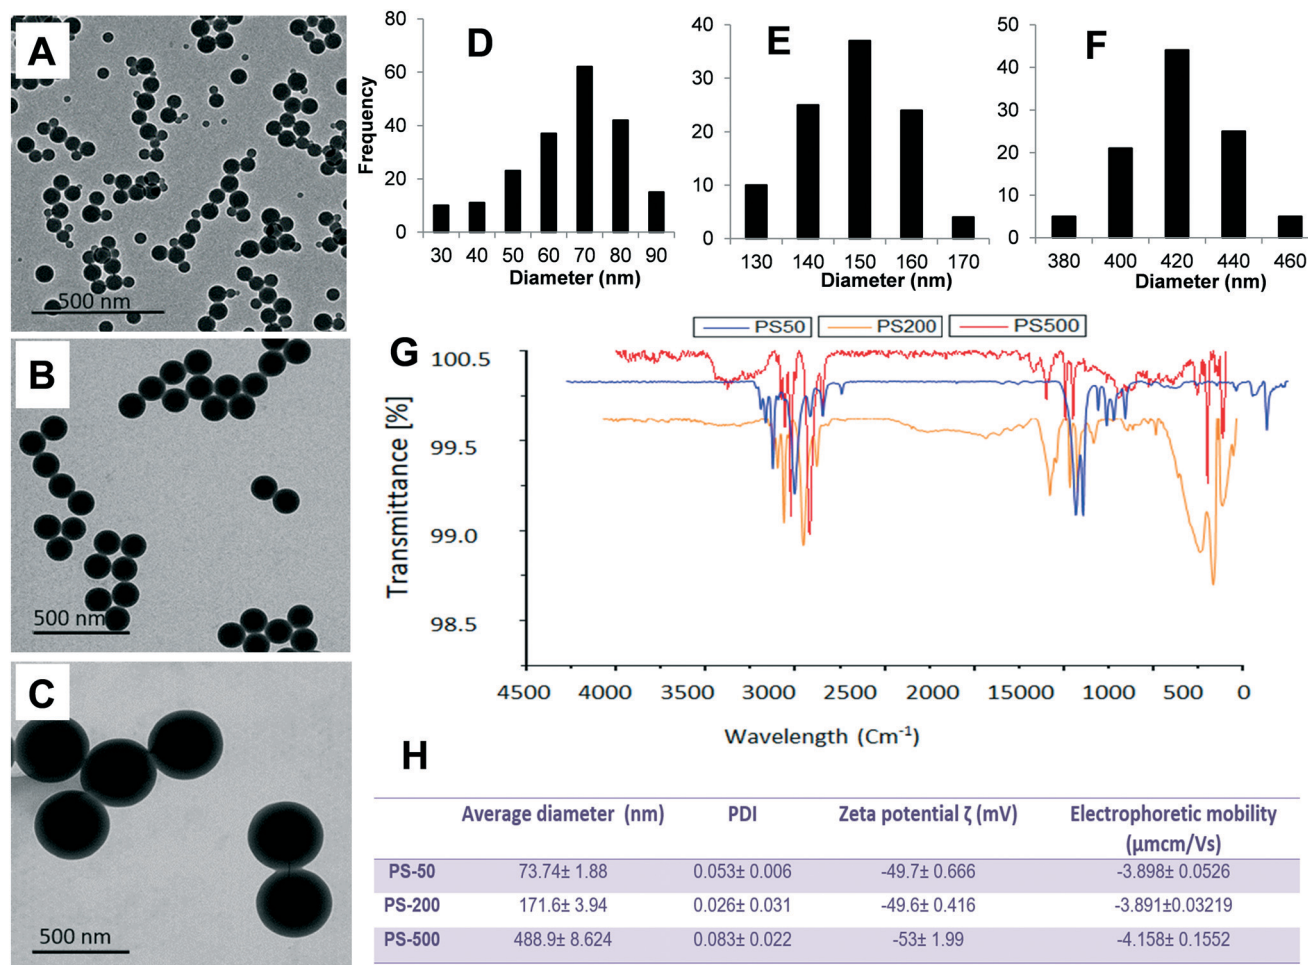 A
500 nm
B
500 nm
C
500 nm
D
Frequency
80
60
40
20
0
30 40 50 60 70 80 90
Diameter (nm)
E
40
30
20
10
0
130 140 150 160 170
Diameter (nm)
F
50
40
30
20
10
0
380 400 420 440 460
Diameter (nm)
G
PS50 PS200 PS500
Transmittance [%]
100.5
99.5
99.0
98.5
4500 4000 3500 3000 2500 2000 15000 1000 500 0
Wavelength (Cm⁻¹)
H
Average diameter (nm) PDI Zeta potential ζ (mV) Electrophoretic mobility
(μmcm/Vs)
PS-50 73.74± 1.88 0.053± 0.006 -49.7± 0.666 -3.898± 0.0526
PS-200 171.6± 3.94 0.026± 0.031 -49.6± 0.416 -3.891±0.03219
PS-500 488.9± 8.624 0.083± 0.022 -53± 1.99 -4.158± 0.1552